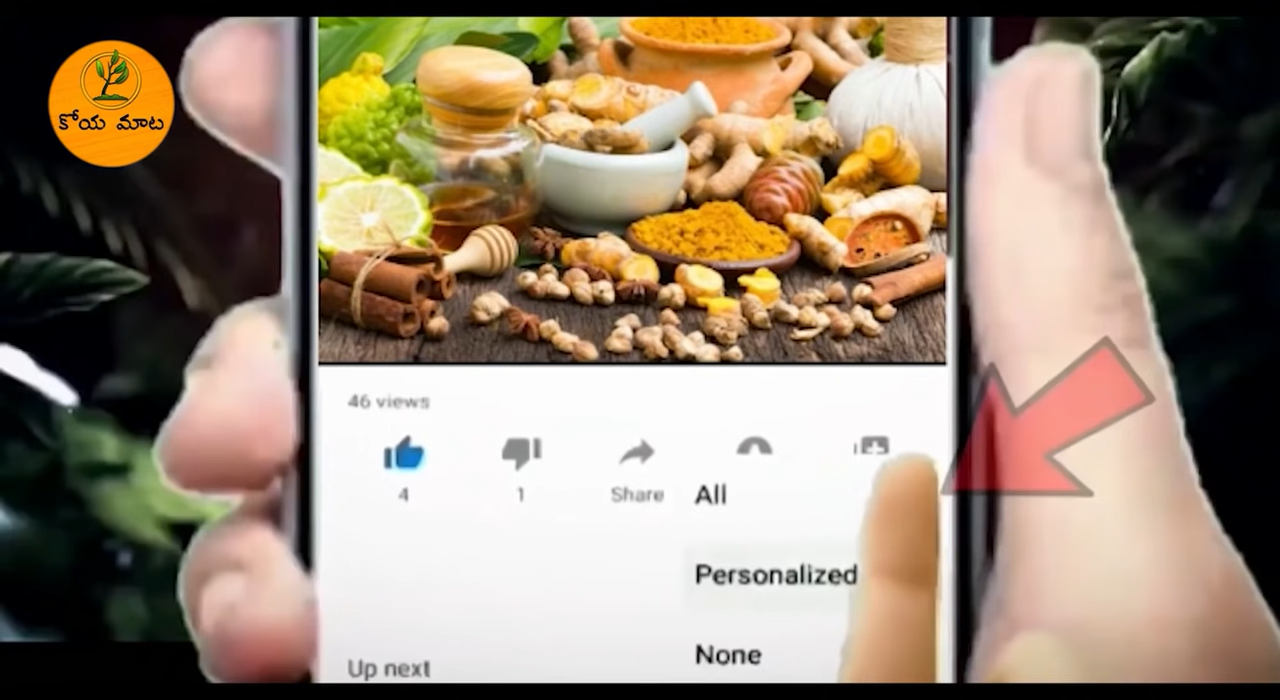 కోయ మాట
46 views
4
1
Share
All
Personalized
None
Up next